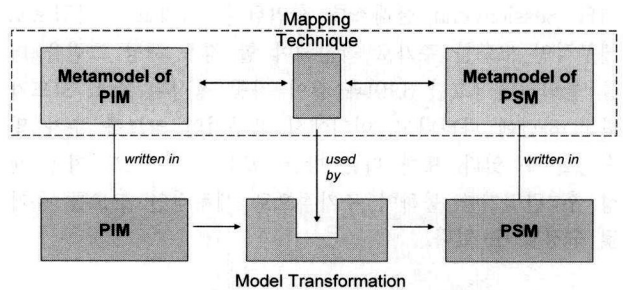 Mapping
Technique
Metamodel of
PIM
Metamodel of
PSM
written in
used
by
written in
PIM
PSM
Model Transformation